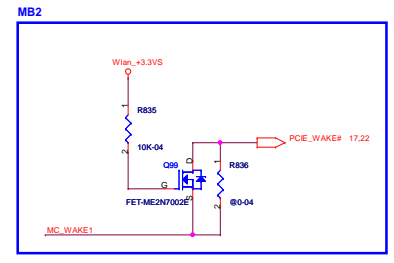 MB2
Wlan_+3.3VS
1
R835
10K-04
2
PCIE_WAKE# 17,22
D
Q99
G
S
FET-ME2N7002E
1
R836
@0-04
2
MC_WAKE1